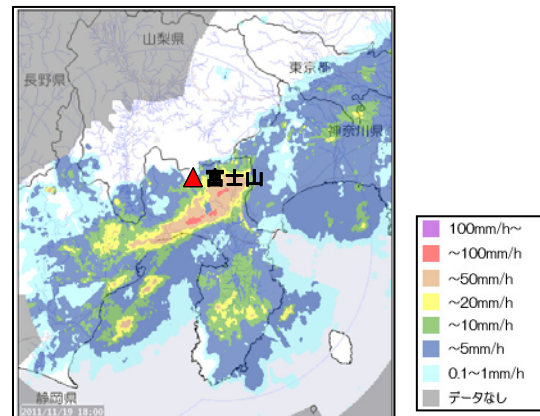 山梨県
東京都
長野県
神奈川県
富士山
静岡県
2011/11/19 18:00
100mm/h～
～100mm/h
～50mm/h
～20mm/h
～10mm/h
～5mm/h
0.1～1mm/h
データなし